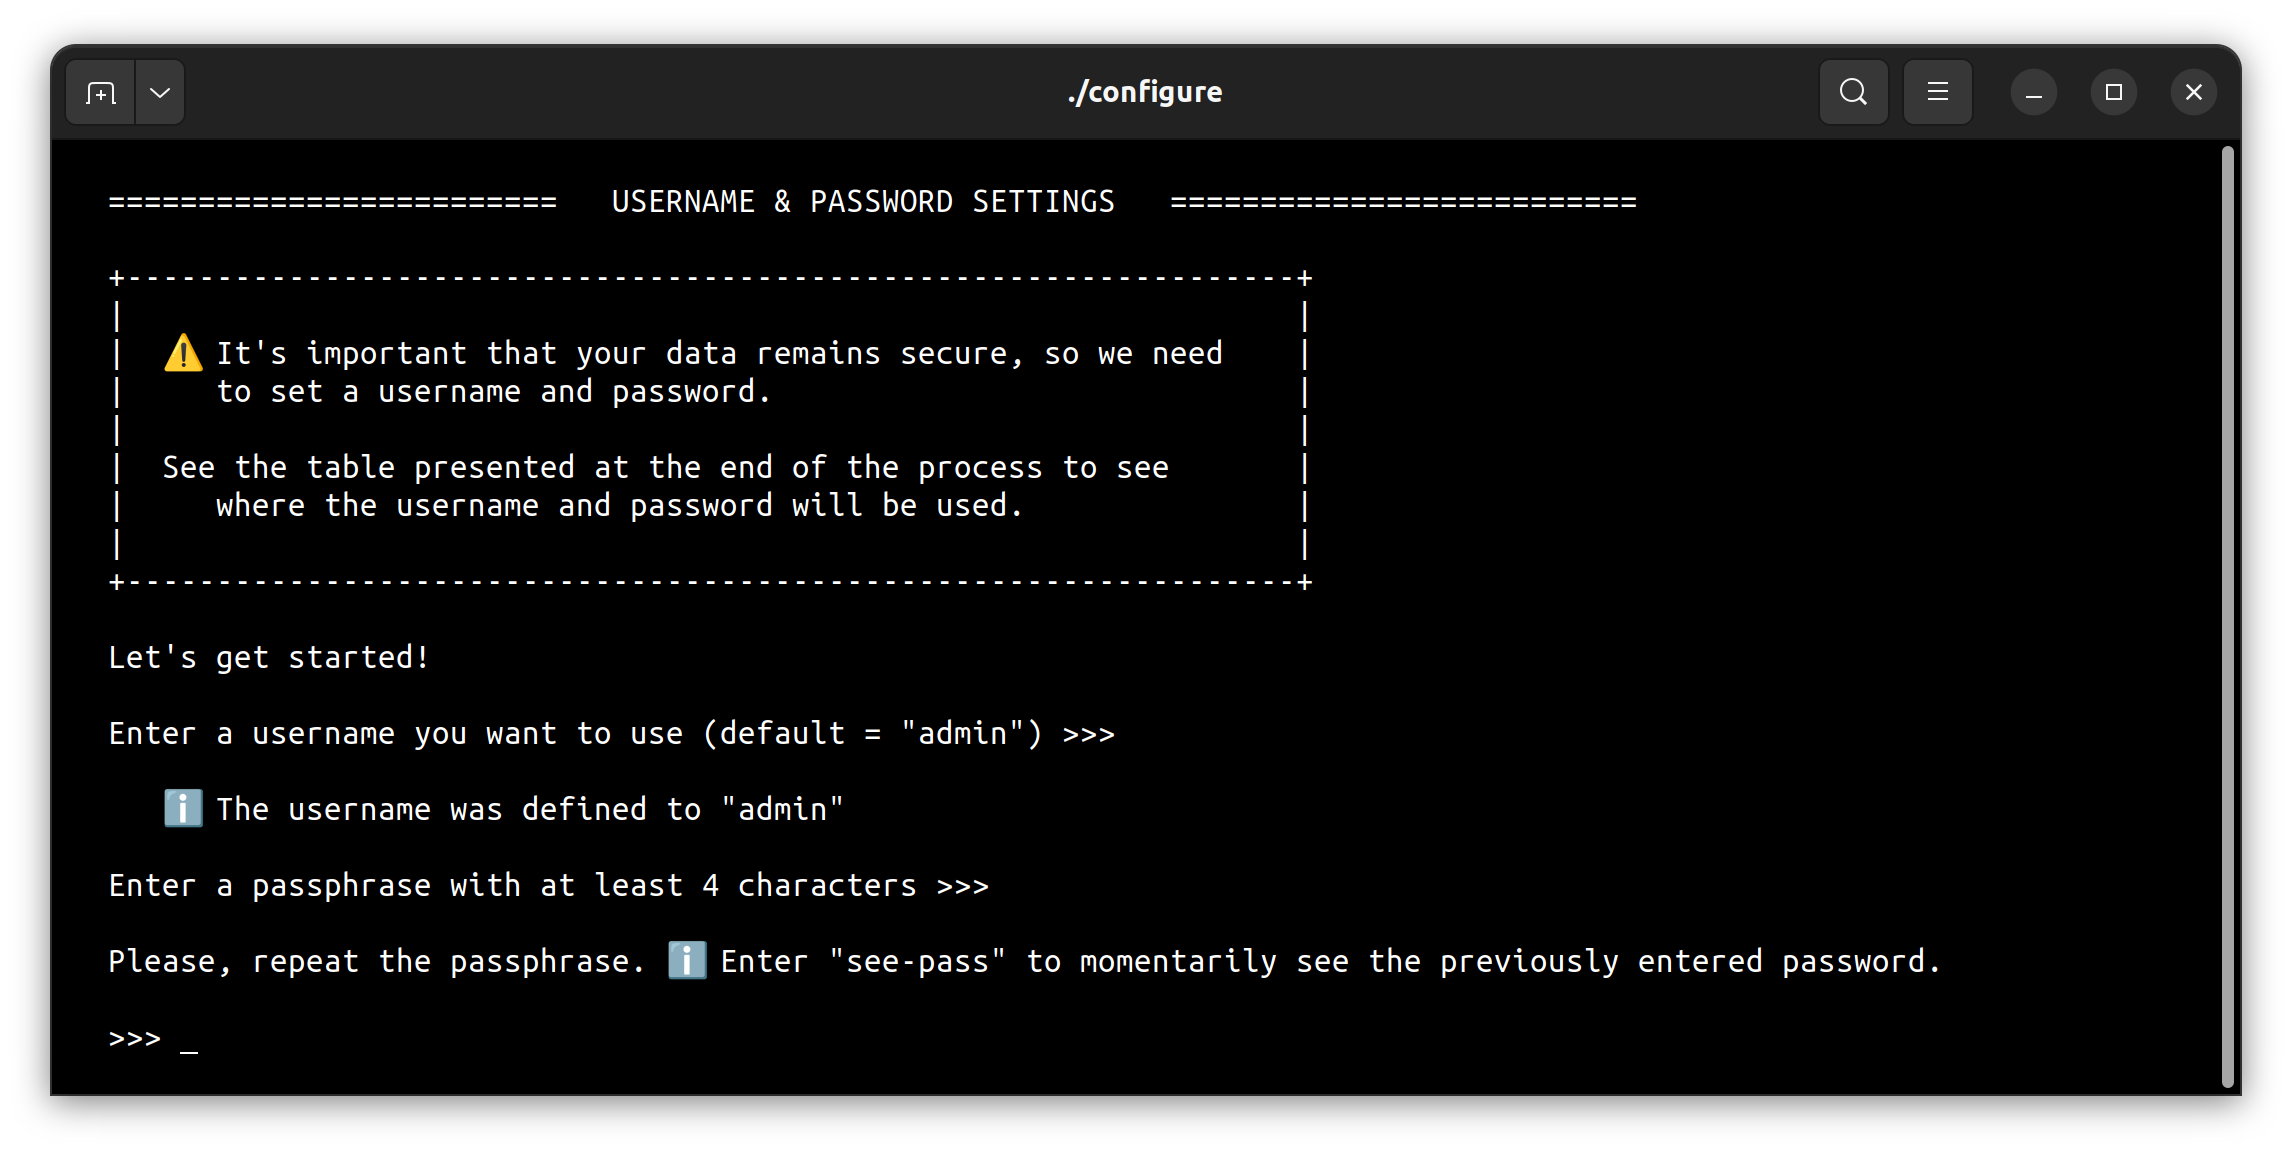 ./configure
========================= USERNAME & PASSWORD SETTINGS ==========================
+-----------------------------------------------------------------+
| |
| ⚠️ It's important that your data remains secure, so we need |
| to set a username and password. |
| |
| See the table presented at the end of the process to see |
| where the username and password will be used. |
| |
+-----------------------------------------------------------------+
Let's get started!
Enter a username you want to use (default = "admin") >>>
ℹ️ The username was defined to "admin"
Enter a passphrase with at least 4 characters >>>
Please, repeat the passphrase. ℹ️ Enter "see-pass" to momentarily see the previously entered password.
>>> _